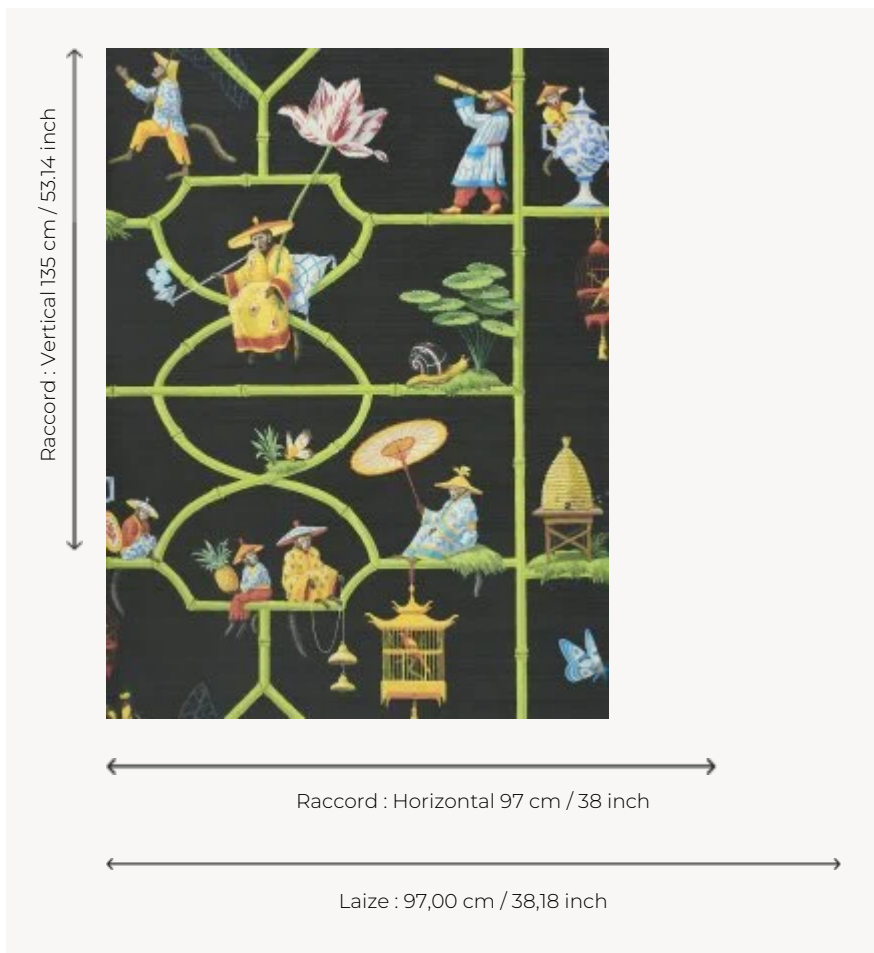 Raccord : Vertical 135 cm / 53.14 inch
Raccord : Horizontal 97 cm / 38 inch
Laize : 97,00 cm / 38,18 inch